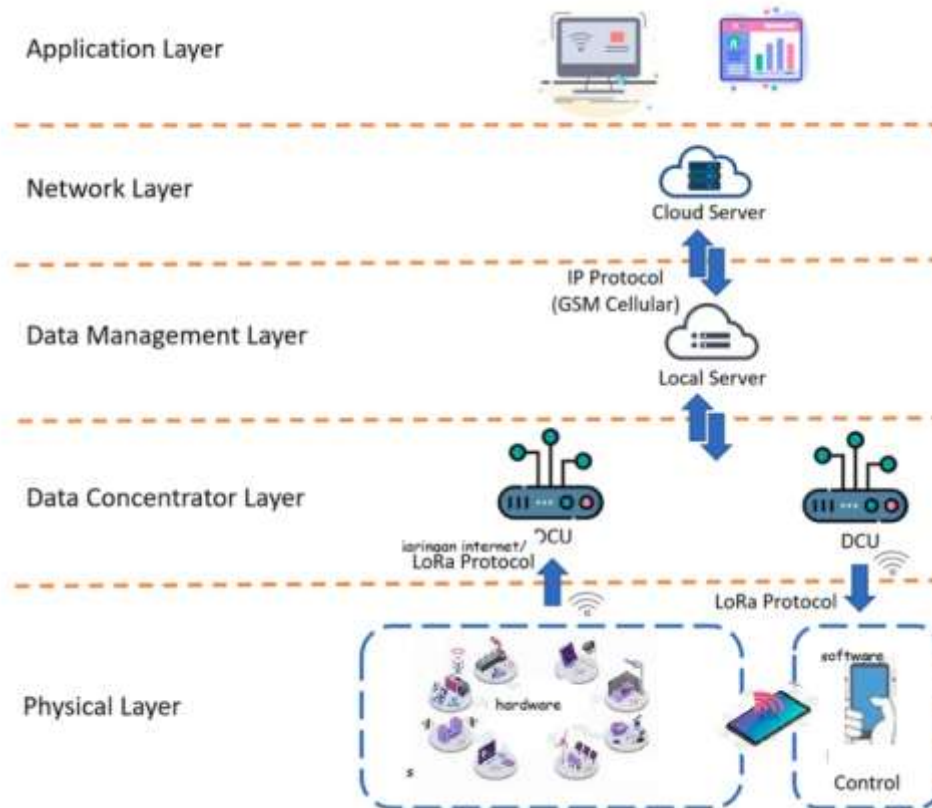 Application Layer
Network Layer
Cloud Server
IP Protocol
(GSM Cellular)
Data Management Layer
Local Server
Data Concentrator Layer
DCU
DCU
jaringan internet/
LoRa Protocol
LoRa Protocol
software
hardware
Physical Layer
s
Control